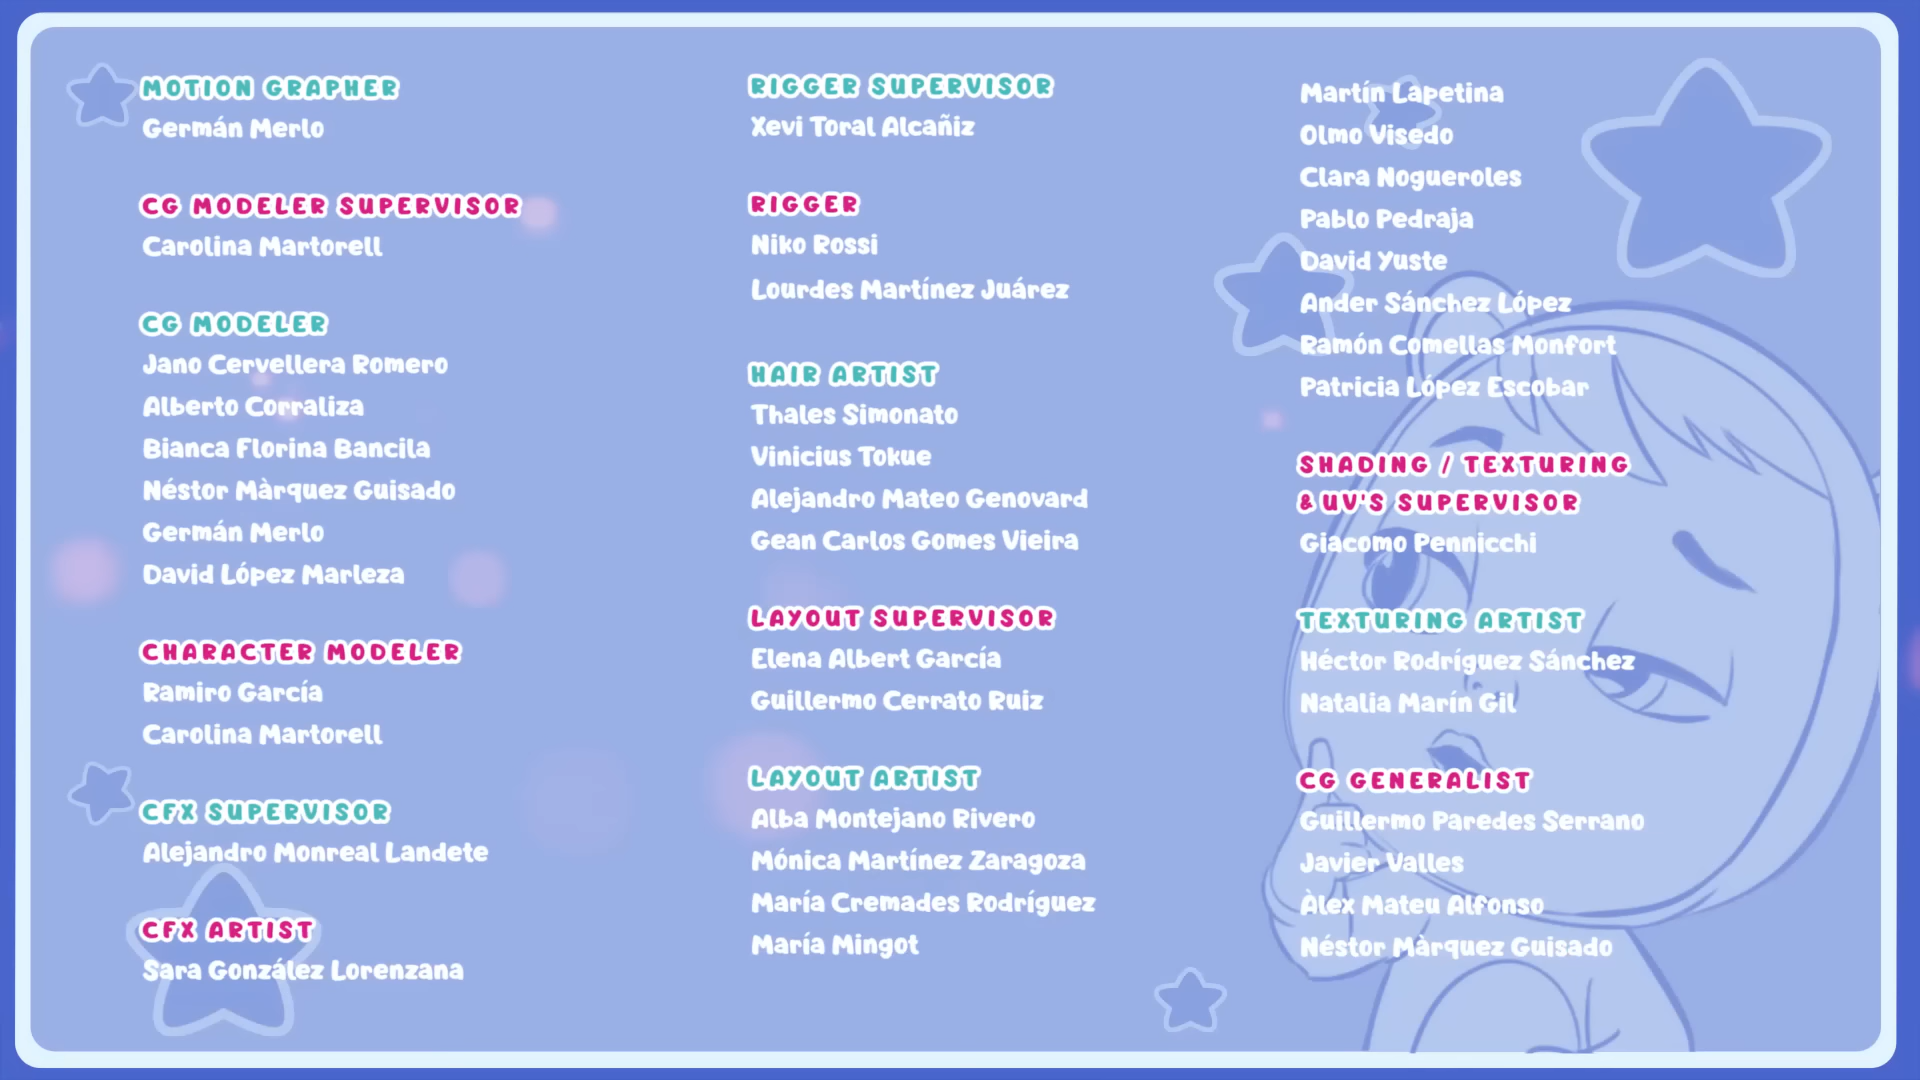 MOTION GRAPHER
Germán Merlo
CG MODELER SUPERVISOR
Carolina Martorell
CG MODELER
Jano Cervellera Romero
Alberto Corraliza
Bianca Florina Bancila
Néstor Màrquez Guisado
Germán Merlo
David López Marleza
CHARACTER MODELER
Ramiro García
Carolina Martorell
CFX SUPERVISOR
Alejandro Monreal Landete
CFX ARTIST
Sara González Lorenzana
RIGGER SUPERVISOR
Xevi Toral Alcañiz
RIGGER
Niko Rossi
Lourdes Martínez Juárez
HAIR ARTIST
Thales Simonato
Vinicius Tokue
Alejandro Mateo Genovard
Gean Carlos Gomes Vieira
LAYOUT SUPERVISOR
Elena Albert García
Guillermo Cerrato Ruiz
LAYOUT ARTIST
Alba Montejano Rivero
Mónica Martínez Zaragoza
María Cremades Rodríguez
María Mingot
Martín Lapetina
Olmo Visedo
Clara Nogueroles
Pablo Pedraja
David Yuste
Ander Sánchez López
Ramón Comellas Monfort
Patricia López Escobar
SHADING / TEXTURING
& UV'S SUPERVISOR
Giacomo Pennicchi
TEXTURING ARTIST
Héctor Rodríguez Sánchez
Natalia Marín Gil
CG GENERALIST
Guillermo Paredes Serrano
Javier Valles
Àlex Mateu Alfonso
Néstor Màrquez Guisado